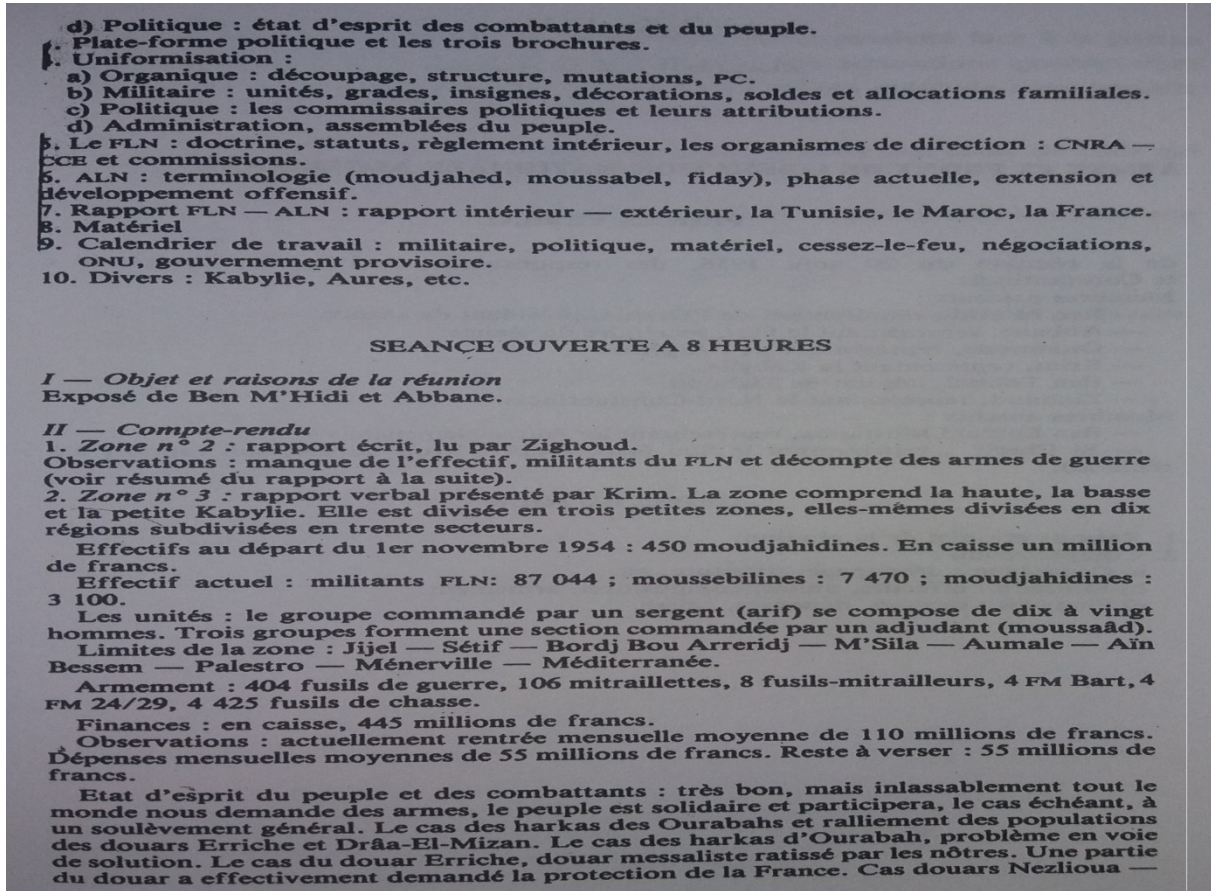 d) Politique : état d'esprit des combattants et du peuple.
. Plate-forme politique et les trois brochures.
. Uniformisation :
a) Organique : découpage, structure, mutations, PC.
b) Militaire : unités, grades, insignes, décorations, soldes et allocations familiales.
c) Politique : les commissaires politiques et leurs attributions.
d) Administration, assemblées du peuple.
5. Le FLN : doctrine, statuts, règlement intérieur, les organismes de direction : CNRA —
CCE et commissions.
6. ALN : terminologie (moudjahed, moussabel, fiday), phase actuelle, extension et
développement offensif.
7. Rapport FLN — ALN : rapport intérieur — extérieur, la Tunisie, le Maroc, la France.
8. Matériel
9. Calendrier de travail : militaire, politique, matériel, cessez-le-feu, négociations,
ONU, gouvernement provisoire.
10. Divers : Kabylie, Aures, etc.
SEANCE OUVERTE A 8 HEURES
I — Objet et raisons de la réunion
Exposé de Ben M'Hidi et Abbane.
II — Compte-rendu
1. Zone n° 2 : rapport écrit, lu par Zighoud.
Observations : manque de l'effectif, militants du FLN et décompte des armes de guerre
(voir résumé du rapport à la suite).
2. Zone n° 3 : rapport verbal présenté par Krim. La zone comprend la haute, la basse
et la petite Kabylie. Elle est divisée en trois petites zones, elles-mêmes divisées en dix
régions subdivisées en trente secteurs.
Effectifs au départ du 1er novembre 1954 : 450 moudjahidines. En caisse un million
de francs.
Effectif actuel : militants FLN: 87 044 ; moussebilines : 7 470 ; moudjahidines :
3 100.
Les unités : le groupe commandé par un sergent (arif) se compose de dix à vingt
hommes. Trois groupes forment une section commandée par un adjudant (moussaâd).
Limites de la zone : Jijel — Sétif — Bordj Bou Arreridj — M'Sila — Aumale — Aïn
Bessem — Palestro — Ménerville — Méditerranée.
Armement : 404 fusils de guerre, 106 mitraillettes, 8 fusils-mitrailleurs, 4 FM Bart, 4
FM 24/29, 4 425 fusils de chasse.
Finances : en caisse, 445 millions de francs.
Observations : actuellement rentrée mensuelle moyenne de 110 millions de francs.
Dépenses mensuelles moyennes de 55 millions de francs. Reste à verser : 55 millions de
francs.
Etat d'esprit du peuple et des combattants : très bon, mais inlassablement tout le
monde nous demande des armes, le peuple est solidaire et participera, le cas échéant, à
un soulèvement général. Le cas des harkas des Ourabahs et ralliement des populations
des douars Erriche et Drâa-El-Mizan. Le cas des harkas d'Ourabah, problème en voie
de solution. Le cas du douar Erriche, douar messaliste ratissé par les nôtres. Une partie
du douar a effectivement demandé la protection de la France. Cas douars Nezlioua —